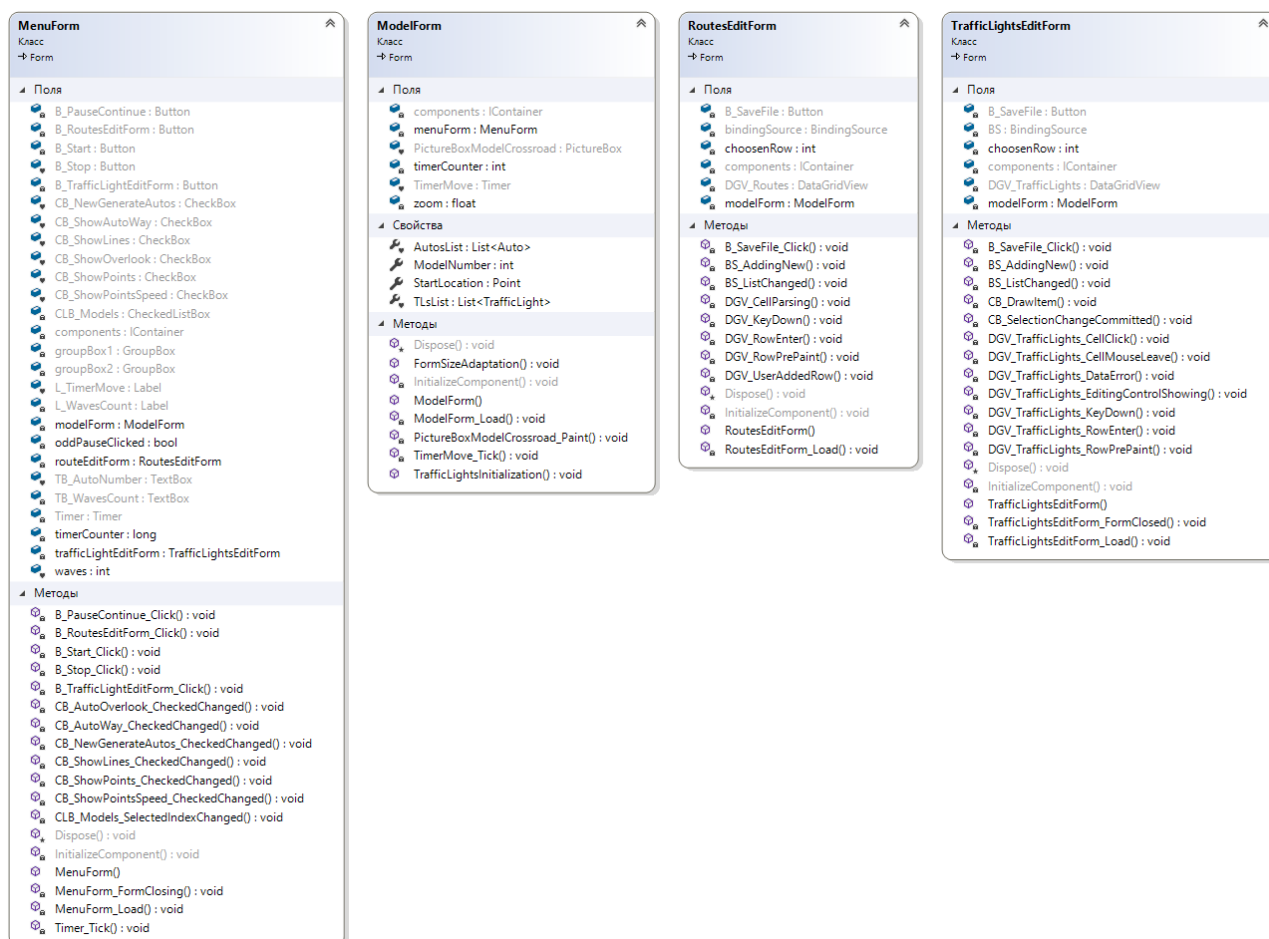 MenuForm
Класс
Form
Поля
B_PauseContinue : Button
B_RoutesEditForm : Button
B_Start : Button
B_Stop : Button
B_TrafficLightEditForm : Button
CB_NewGenerateAutos : CheckBox
CB_ShowAutoWay : CheckBox
CB_ShowLines : CheckBox
CB_ShowOverlook : CheckBox
CB_ShowPoints : CheckBox
CB_ShowPointsSpeed : CheckBox
CLB_Models : CheckedListBox
components : IContainer
groupBox1 : GroupBox
groupBox2 : GroupBox
L_TimerMove : Label
L_WavesCount : Label
modelForm : ModelForm
oddPauseClicked : bool
routeEditForm : RoutesEditForm
TB_AutoNumber : TextBox
TB_WavesCount : TextBox
Timer : Timer
timerCounter : long
trafficLightEditForm : TrafficLightsEditForm
waves : int
Методы
B_PauseContinue_Click() : void
B_RoutesEditForm_Click() : void
B_Start_Click() : void
B_Stop_Click() : void
B_TrafficLightEditForm_Click() : void
CB_AutoOverlook_CheckedChanged() : void
CB_AutoWay_CheckedChanged() : void
CB_NewGenerateAutos_CheckedChanged() : void
CB_ShowLines_CheckedChanged() : void
CB_ShowPoints_CheckedChanged() : void
CB_ShowPointsSpeed_CheckedChanged() : void
CLB_Models_SelectedIndexChanged() : void
Dispose() : void
InitializeComponent() : void
MenuForm()
MenuForm_FormClosing() : void
MenuForm_Load() : void
Timer_Tick() : void
ModelForm
Класс
Form
Поля
components : IContainer
menuForm : MenuForm
PictureBoxModelCrossroad : PictureBox
timerCounter : int
TimerMove : Timer
zoom : float
Свойства
AutosList : List<Auto>
ModelNumber : int
StartLocation : Point
TLsList : List<TrafficLight>
Методы
Dispose() : void
FormSizeAdaptation() : void
InitializeComponent() : void
ModelForm()
ModelForm_Load() : void
PictureBoxModelCrossroad_Paint() : void
TimerMove_Tick() : void
TrafficLightsInitialization() : void
RoutesEditForm
Класс
Form
Поля
B_SaveFile : Button
bindingSource : BindingSource
choosenRow : int
components : IContainer
DGV_Routes : DataGridView
modelForm : ModelForm
Методы
B_SaveFile_Click() : void
BS_AddingNew() : void
BS_ListChanged() : void
DGV_CellParsing() : void
DGV_KeyDown() : void
DGV_RowEnter() : void
DGV_RowPrePaint() : void
DGV_UserAddedRow() : void
Dispose() : void
InitializeComponent() : void
RoutesEditForm()
RoutesEditForm_Load() : void
TrafficLightsEditForm
Класс
Form
Поля
B_SaveFile : Button
BS : BindingSource
choosenRow : int
components : IContainer
DGV_TrafficLights : DataGridView
modelForm : ModelForm
Методы
B_SaveFile_Click() : void
BS_AddingNew() : void
BS_ListChanged() : void
CB_DrawItem() : void
CB_SelectionChangeCommitted() : void
DGV_TrafficLights_CellClick() : void
DGV_TrafficLights_CellMouseLeave() : void
DGV_TrafficLights_DataError() : void
DGV_TrafficLights_EditingControlShowing() : void
DGV_TrafficLights_KeyDown() : void
DGV_TrafficLights_RowEnter() : void
DGV_TrafficLights_RowPrePaint() : void
Dispose() : void
InitializeComponent() : void
TrafficLightsEditForm()
TrafficLightsEditForm_FormClosed() : void
TrafficLightsEditForm_Load() : void